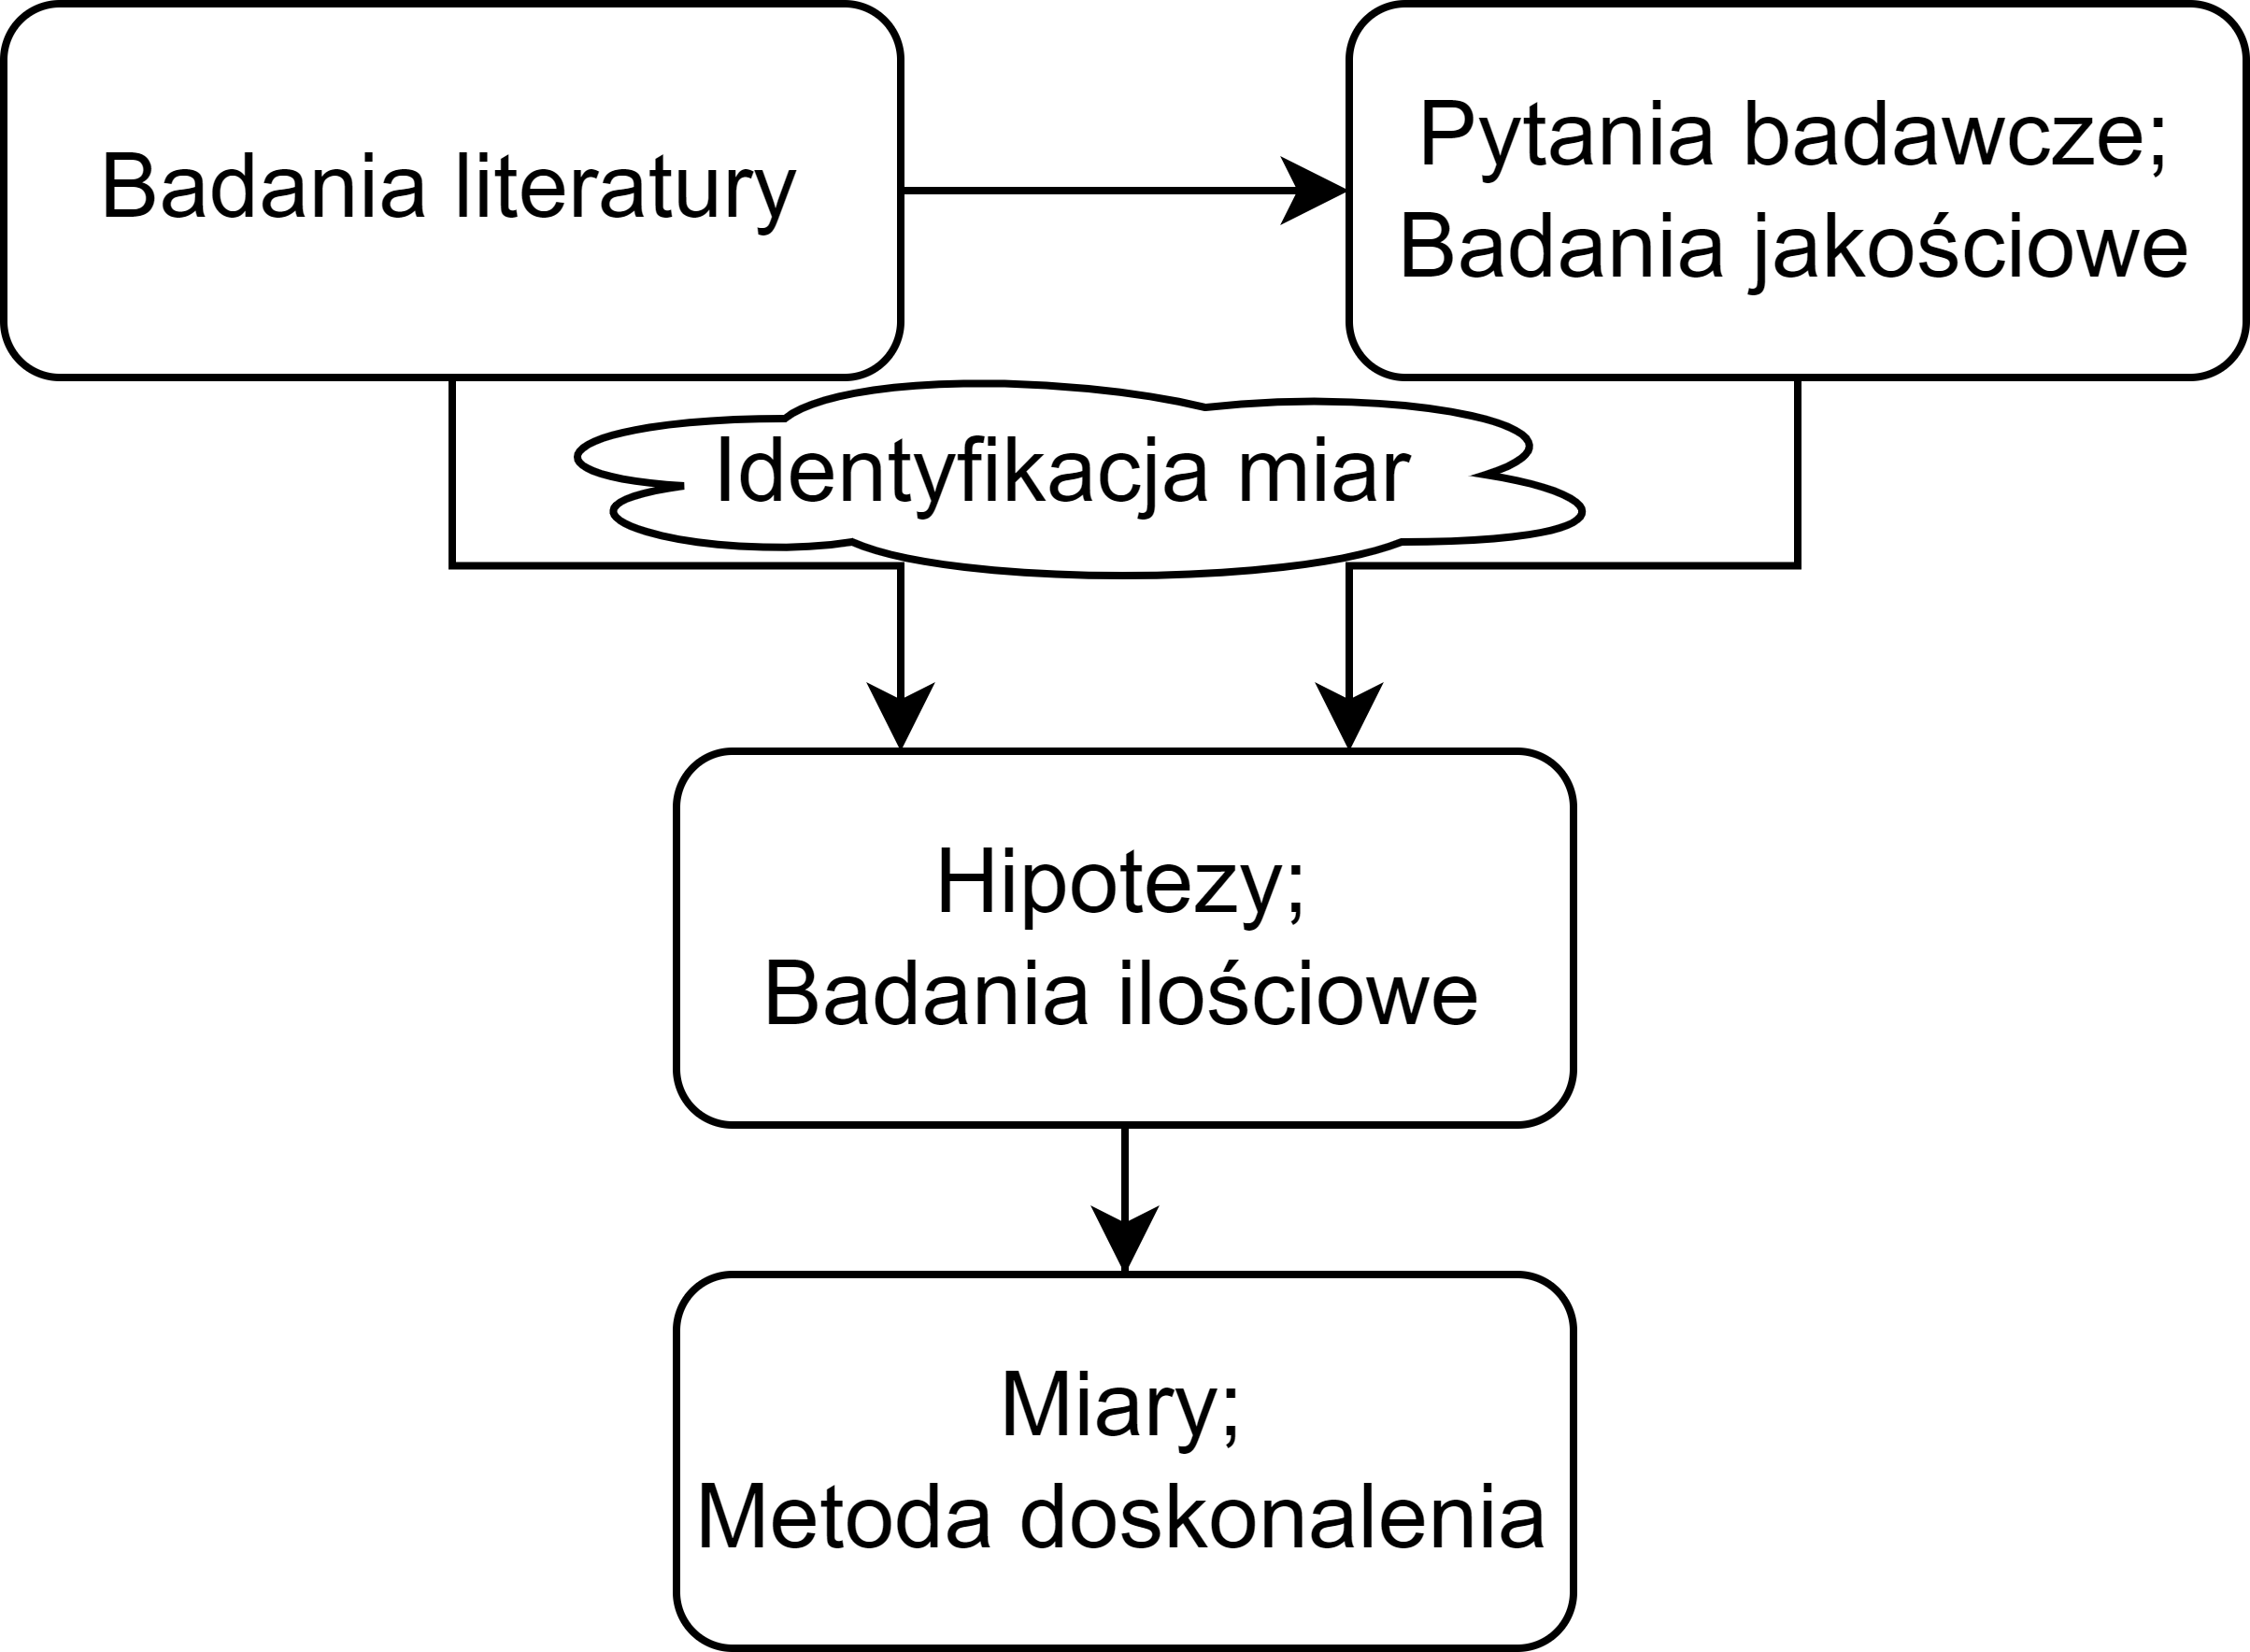 Badania literatury
Pytania badawcze;
Badania jakościowe
Identyfikacja miar
Hipotezy;
Badania ilościowe
Miary;
Metoda doskonalenia